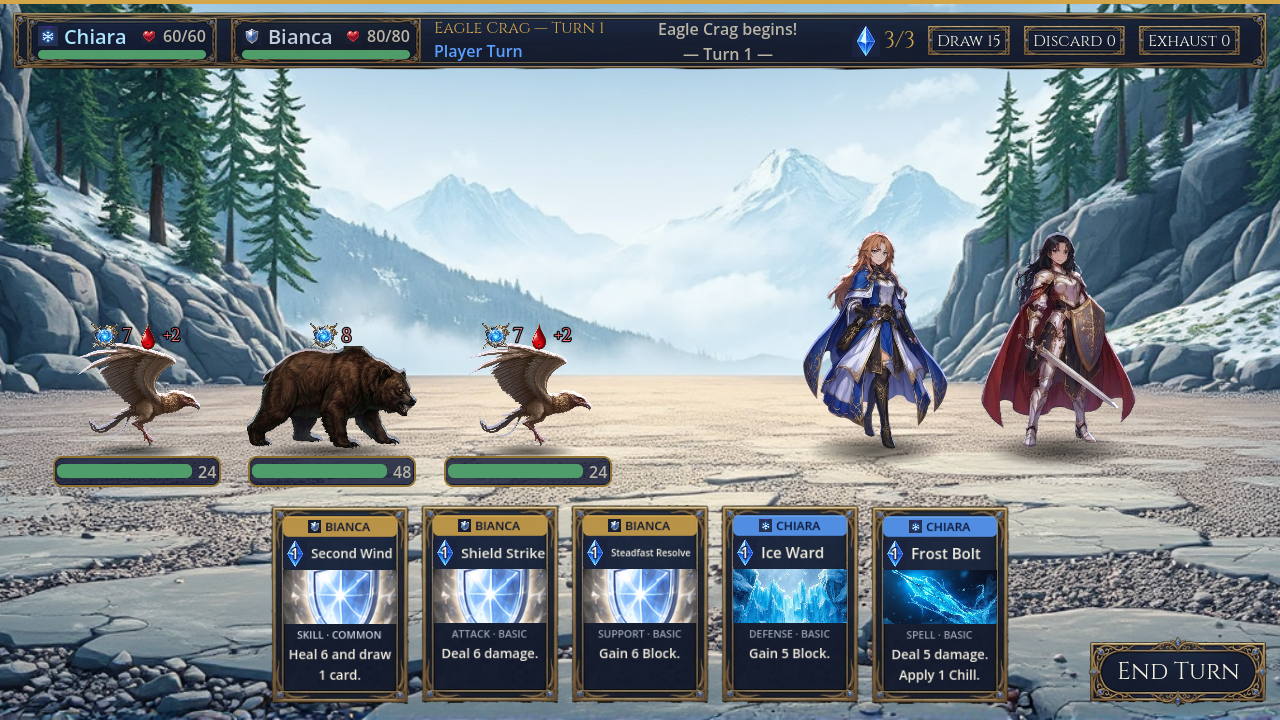 Chiara 60/60
Bianca 80/80
EAGLE CRAG — TURN 1
Player Turn
Eagle Crag begins!
— Turn 1 —
3/3
DRAW 15
DISCARD 0
EXHAUST 0
7 +2
8
7 +2
24
48
24
BIANCA
1 Second Wind
SKILL · COMMON
Heal 6 and draw
1 card.
BIANCA
1 Shield Strike
ATTACK · BASIC
Deal 6 damage.
BIANCA
1 Steadfast Resolve
SUPPORT · BASIC
Gain 6 Block.
CHIARA
1 Ice Ward
DEFENSE · BASIC
Gain 5 Block.
CHIARA
1 Frost Bolt
SPELL · BASIC
Deal 5 damage.
Apply 1 Chill.
END TURN